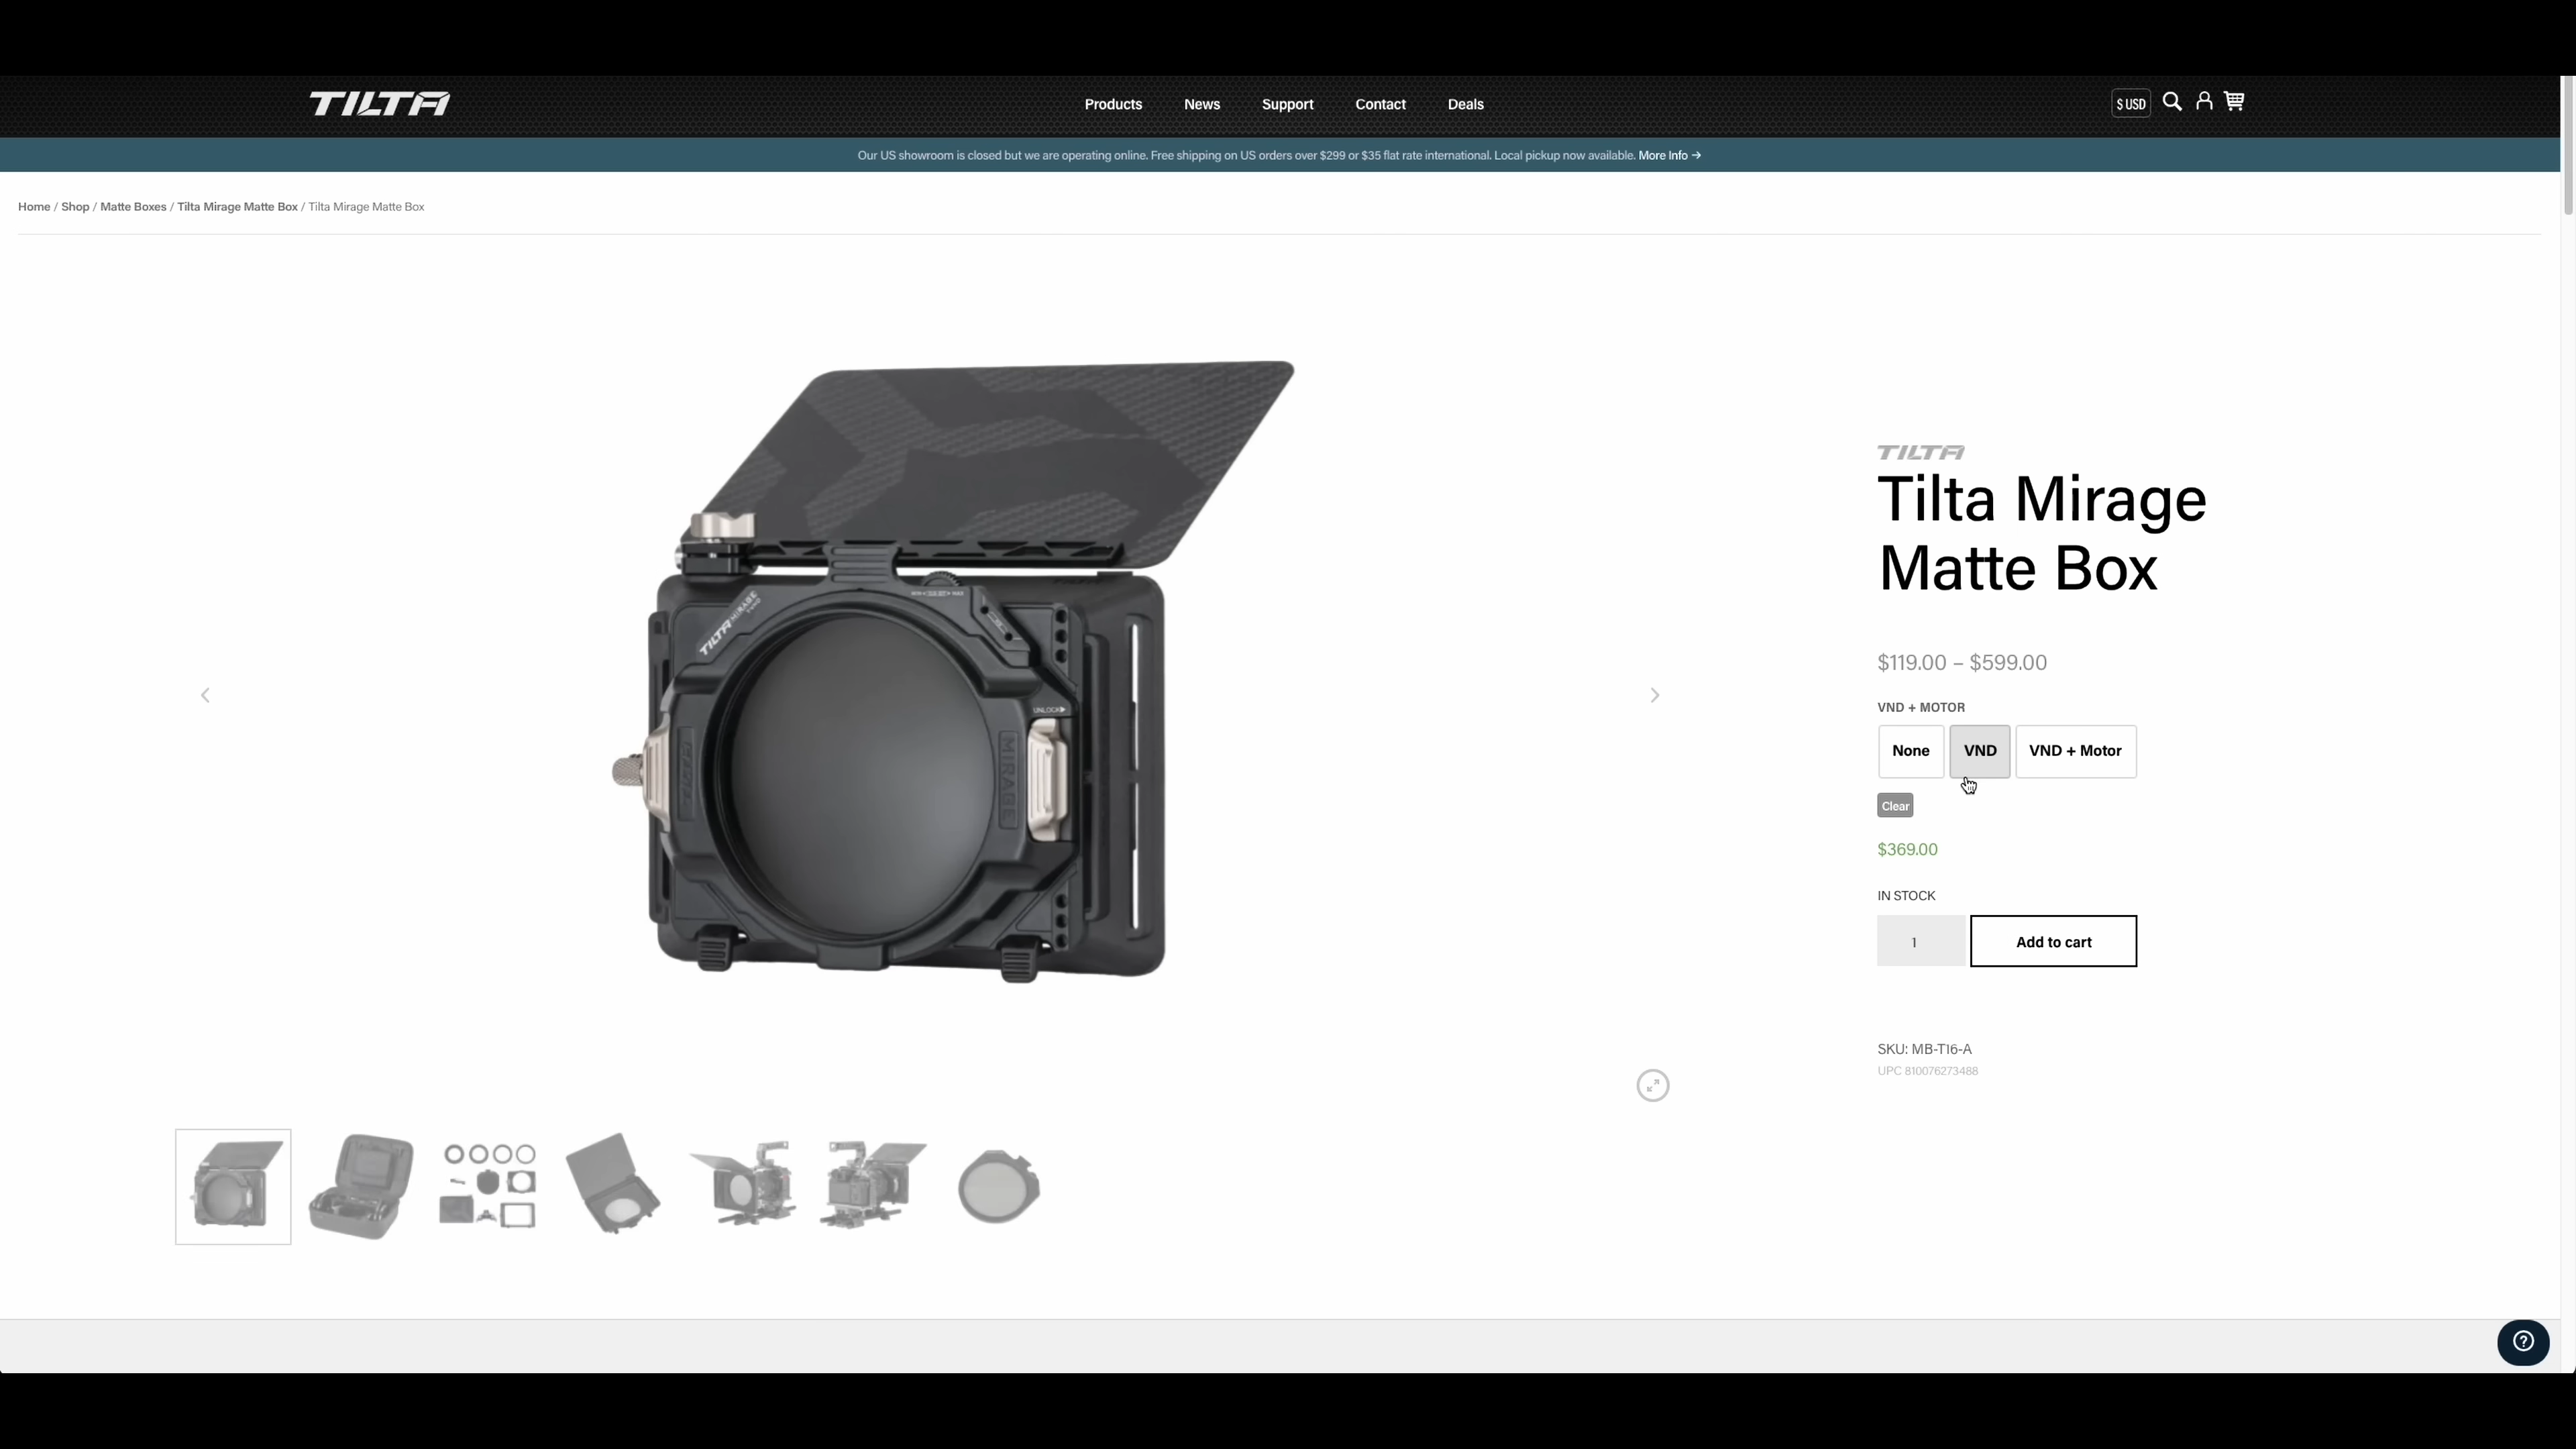 TILTA
Products News Support Contact Deals
$ USD
Our US showroom is closed but we are operating online. Free shipping on US orders over $299 or $35 flat rate international. Local pickup now available. More Info →
Home / Shop / Matte Boxes / Tilta Mirage Matte Box / Tilta Mirage Matte Box
TILTA MIRAGE
UNLOCK
MIRAGE
TILTA
Tilta Mirage
Matte Box
$119.00 – $599.00
VND + MOTOR
None VND VND + Motor
Clear
$369.00
IN STOCK
1 Add to cart
SKU: MB-T16-A
UPC 810076273488